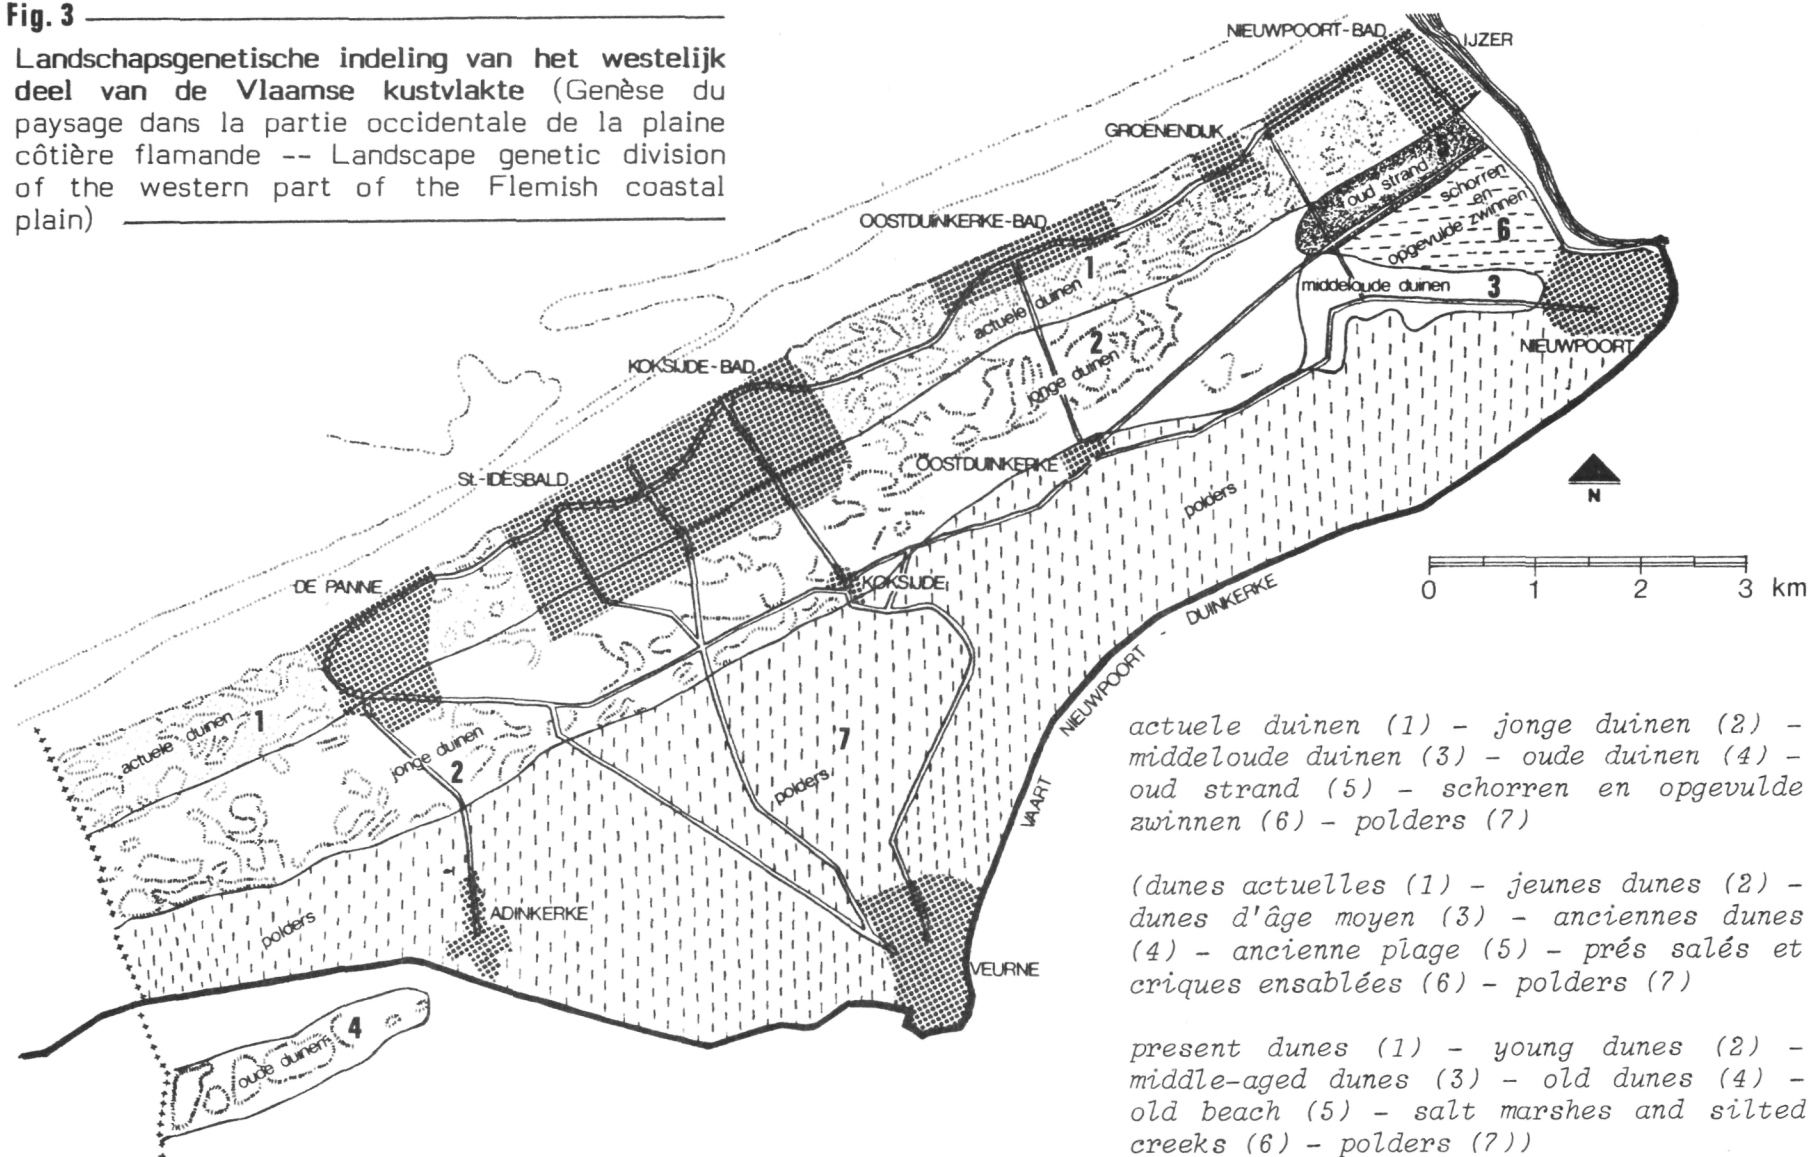 Fig. 3
Landschapsgenetische indeling van het westelijk
deel van de Vlaamse kustvlakte (Genèse du
paysage dans la partie occidentale de la plaine
côtière flamande -- Landscape genetic division
of the western part of the Flemish coastal
plain)
NIEUWPOORT-BAD
IJZER
GROENENDIJK
5
oud strand
schorren
en
opgevulde zwinnen
6
OOSTDUINKERKE-BAD
1
actuele duinen
middeloude duinen 3
2
jonge duinen
NIEUWPOORT
KOKSIJDE-BAD
OOSTDUINKERKE
St.-IDESBALD
polders
N
DE PANNE
KOKSIJDE
0 1 2 3 km
DUINKERKE
-
NIEUWPOORT
VAART
actuele duinen 1
jonge duinen
2
7
polders
polders
ADINKERKE
VEURNE
4
oude duinen
actuele duinen (1) - jonge duinen (2) -
middeloude duinen (3) - oude duinen (4) -
oud strand (5) - schorren en opgevulde
zwinnen (6) - polders (7)
(dunes actuelles (1) - jeunes dunes (2) -
dunes d'âge moyen (3) - anciennes dunes
(4) - ancienne plage (5) - prés salés et
criques ensablées (6) - polders (7)
present dunes (1) - young dunes (2) -
middle-aged dunes (3) - old dunes (4) -
old beach (5) - salt marshes and silted
creeks (6) - polders (7))